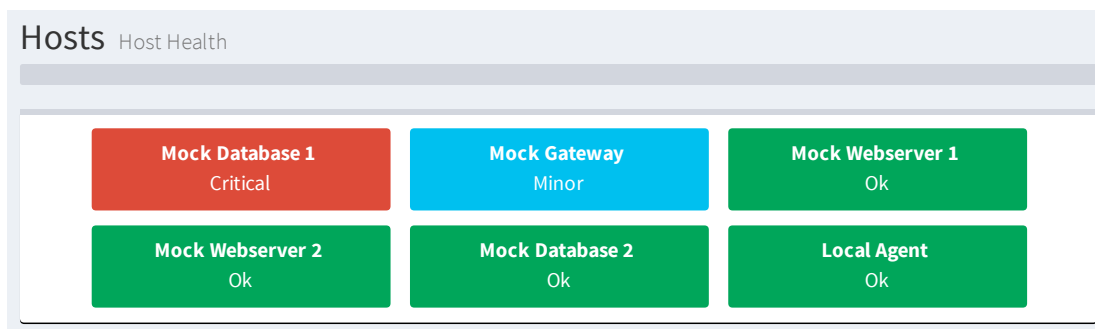 Hosts Host Health
Mock Database 1
Critical
Mock Gateway
Minor
Mock Webserver 1
Ok
Mock Webserver 2
Ok
Mock Database 2
Ok
Local Agent
Ok